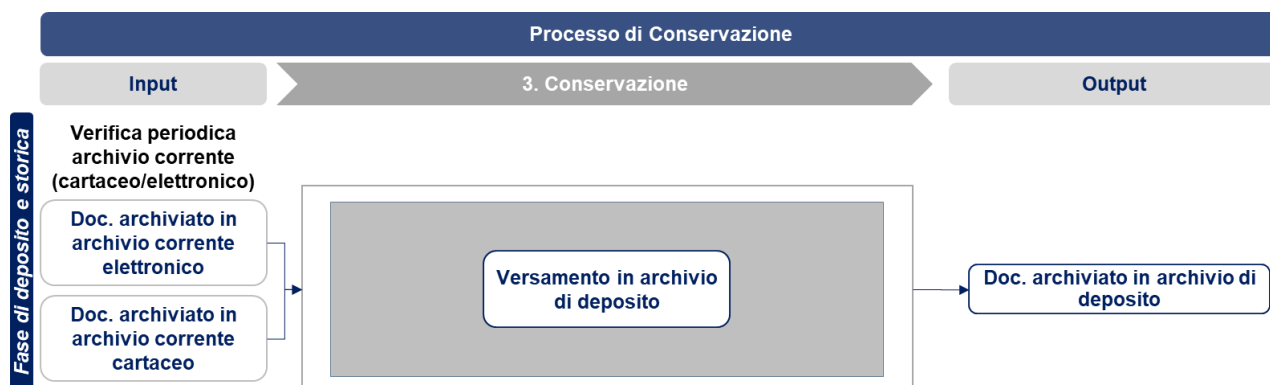 Processo di Conservazione
Input
3. Conservazione
Output
Fase di deposito e storica
Verifica periodica
archivio corrente
(cartaceo/elettronico)
Doc. archiviato in
archivio corrente
elettronico
Doc. archiviato in
archivio corrente
cartaceo
Versamento in archivio
di deposito
Doc. archiviato in archivio di
deposito